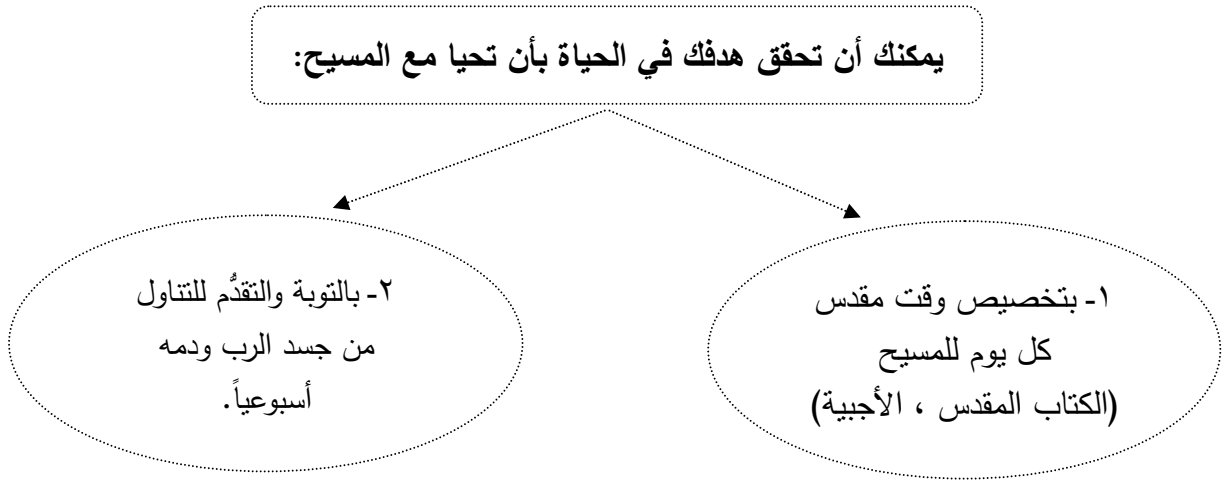 يمكنك أن تحقق هدفك في الحياة بأن تحيا مع المسيح:
١- بتخصيص وقت مقدس
كل يوم للمسيح
(الكتاب المقدس ، الأجبية)
٢- بالتوبة والتقدُّم للتناول
من جسد الرب ودمه
أسبوعياً.